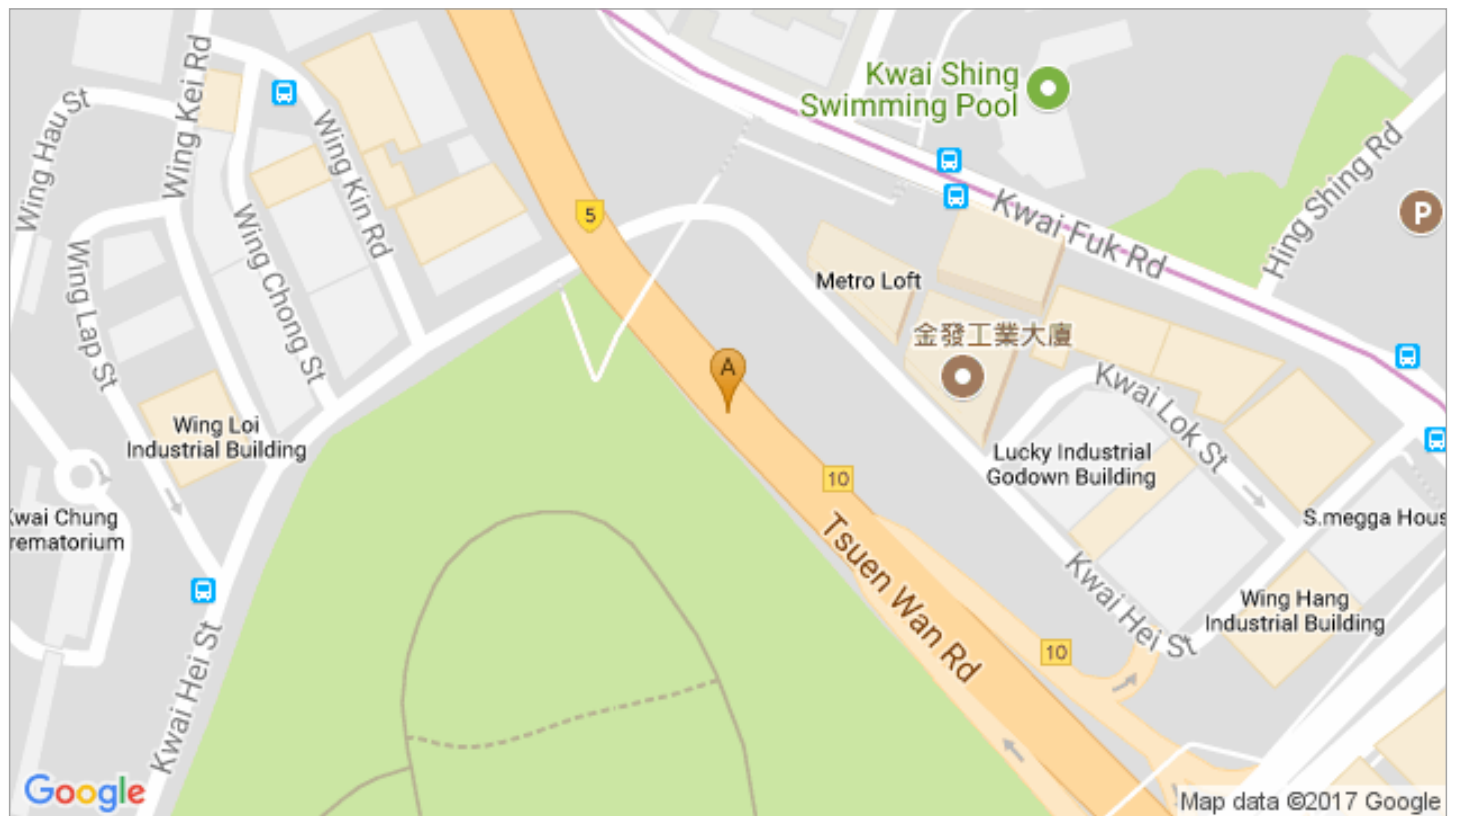 Kwai Shing
Swimming Pool
Wing Hau St
Wing Kei Rd
Wing Kin Rd
Hing Shing Rd
P
5
Kwai Fuk Rd
Wing Lap St
Wing Chong St
Metro Loft
金發工業大廈
A
Kwai Lok St
Wing Loi
Industrial Building
Lucky Industrial
Godown Building
10
Kwai Chung
rematorium
S.megga Hous
Tsuen Wan Rd
Kwai Hei St
Wing Hang
Industrial Building
10
Kwai Hei St
Google
Map data ©2017 Google